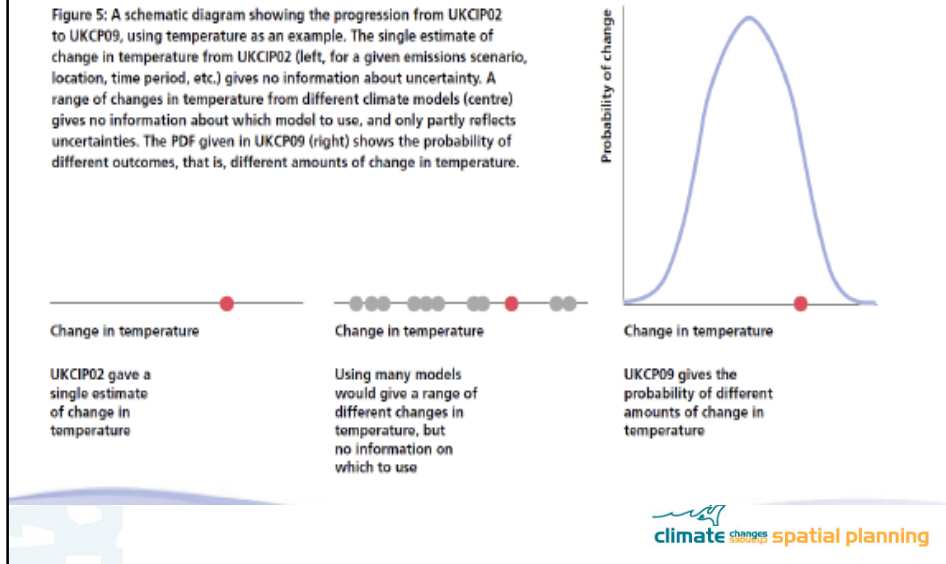 Figure 5: A schematic diagram showing the progression from UKCIP02
to UKCP09, using temperature as an example. The single estimate of
change in temperature from UKCIP02 (left, for a given emissions scenario,
location, time period, etc.) gives no information about uncertainty. A
range of changes in temperature from different climate models (centre)
gives no information about which model to use, and only partly reflects
uncertainties. The PDF given in UKCP09 (right) shows the probability of
different outcomes, that is, different amounts of change in temperature.
Probability of change
Change in temperature
UKCIP02 gave a
single estimate
of change in
temperature
Change in temperature
Using many models
would give a range of
different changes in
temperature, but
no information on
which to use
Change in temperature
UKCP09 gives the
probability of different
amounts of change in
temperature
climate changes spatial planning